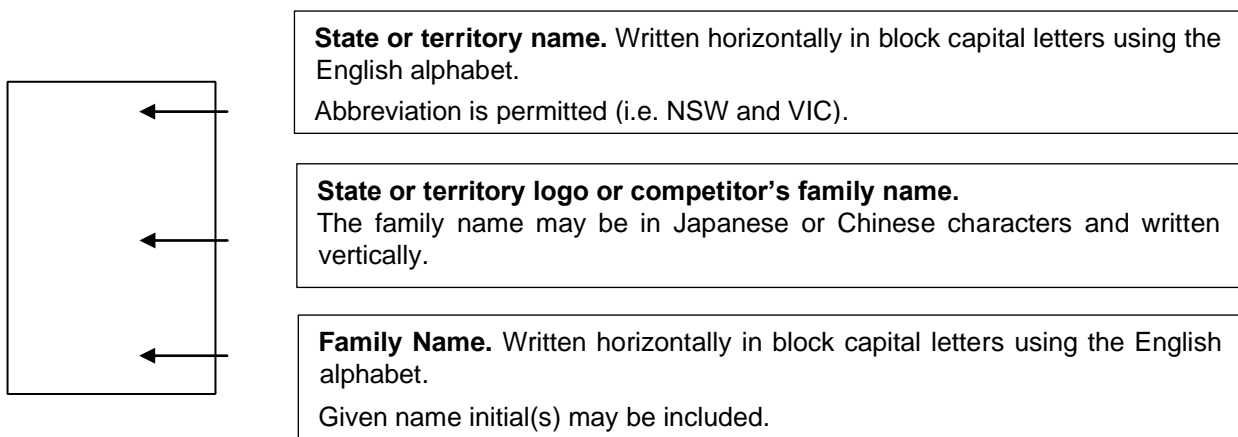 State or territory name. Written horizontally in block capital letters using the
English alphabet.
Abbreviation is permitted (i.e. NSW and VIC).
State or territory logo or competitor's family name.
The family name may be in Japanese or Chinese characters and written
vertically.
Family Name. Written horizontally in block capital letters using the English
alphabet.
Given name initial(s) may be included.